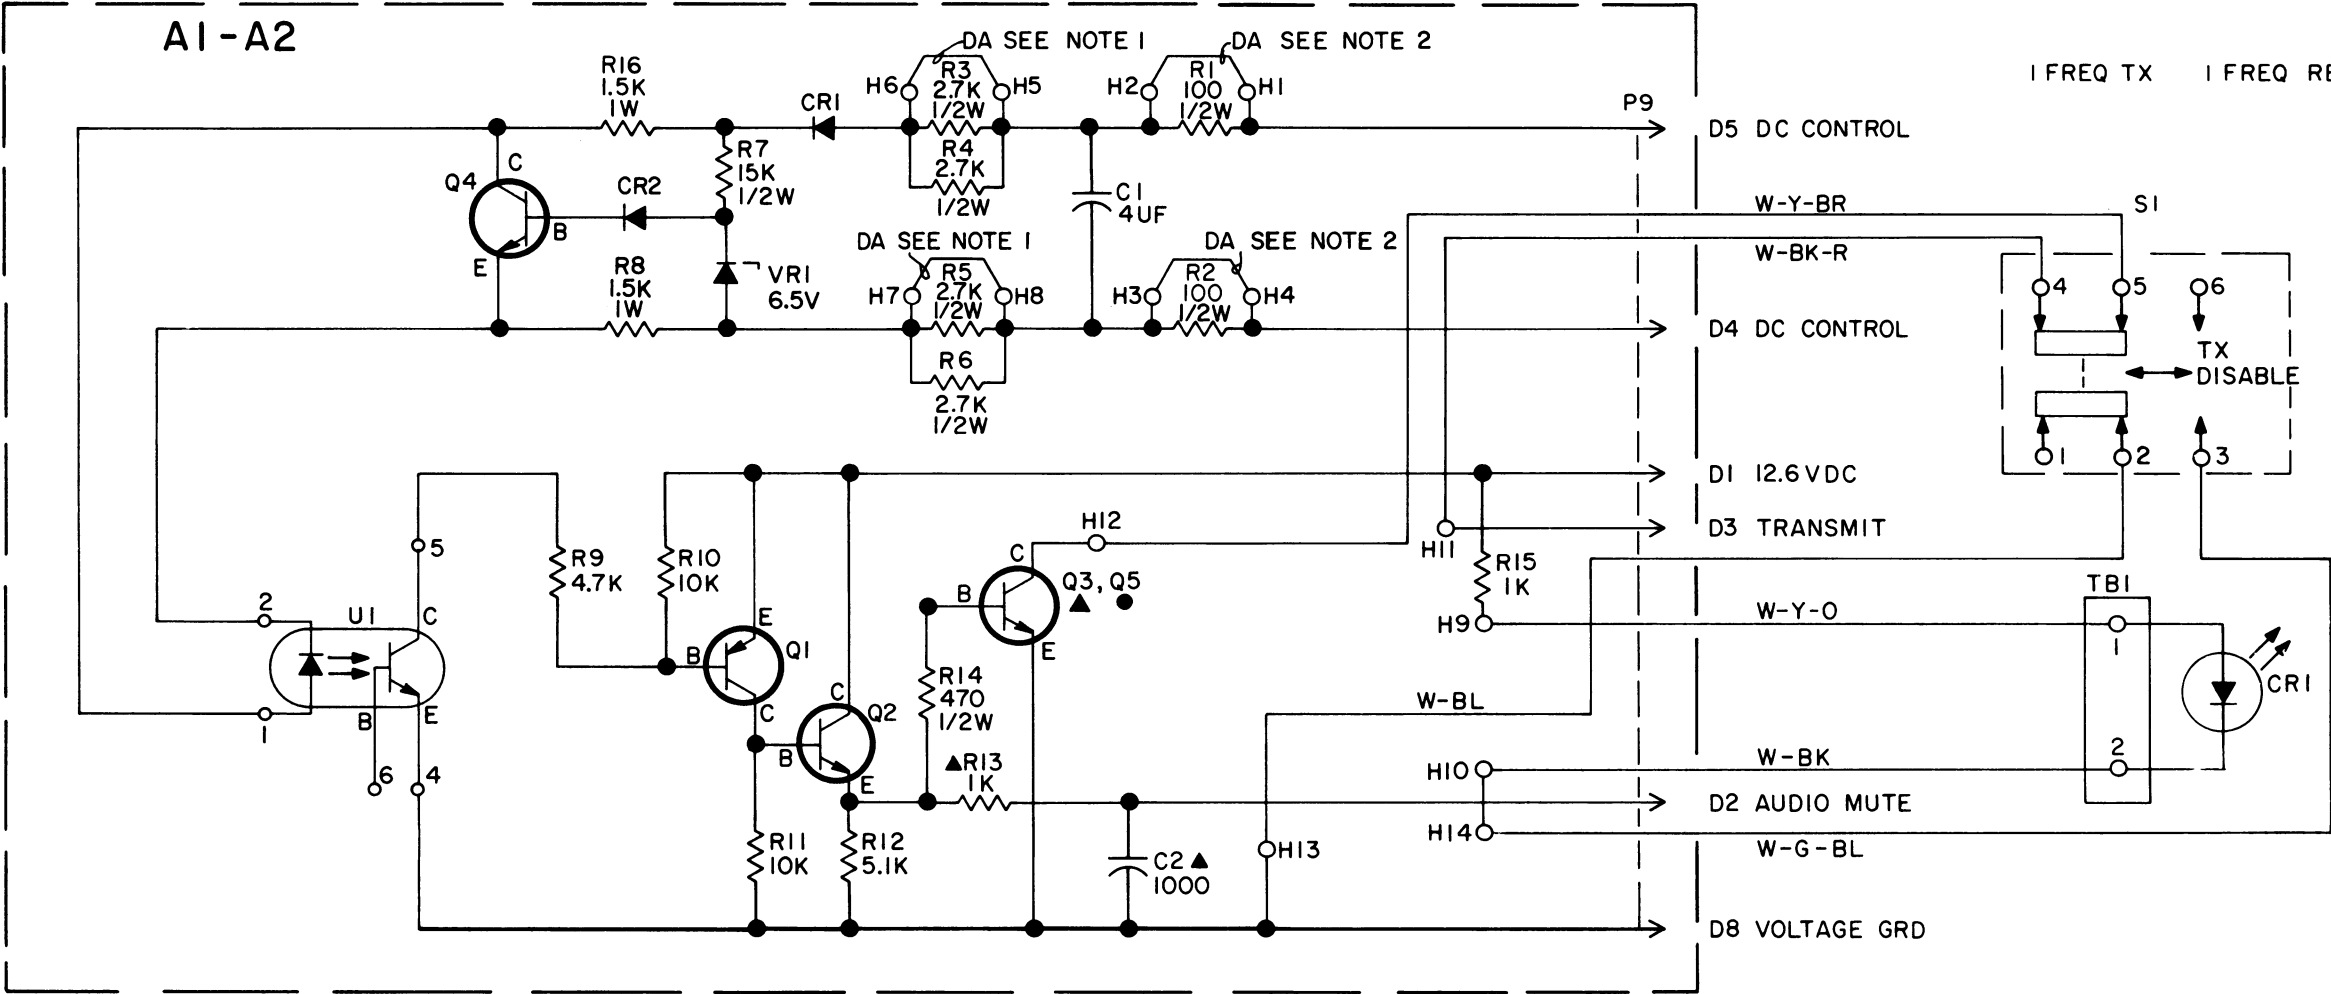 A1-A2
DA SEE NOTE 1
DA SEE NOTE 2
1 FREQ TX
1 FREQ RE
R16
1.5K
1W
CR1
H6
R3
2.7K
1/2W
H5
H2
R1
100
1/2W
H1
P9
D5 DC CONTROL
R4
2.7K
1/2W
R7
15K
1/2W
C
Q4
B
E
CR2
C1
4UF
W-Y-BR
S1
W-BK-R
DA SEE NOTE 1
DA SEE NOTE 2
R8
1.5K
1W
VR1
6.5V
H7
R5
2.7K
1/2W
H8
H3
R2
100
1/2W
H4
D4 DC CONTROL
R6
2.7K
1/2W
4
5
6
TX
DISABLE
1
2
3
D1 12.6VDC
D3 TRANSMIT
H12
H11
5
R9
4.7K
R10
10K
C
B
E
Q3, Q5
▲ ●
R15
1K
H9
W-Y-O
TB1
1
2
U1
C
B
E
1
6
4
E
B
C
Q1
C
B
E
Q2
R14
470
1/2W
▲R13
1K
W-BL
CR1
H10
W-BK
2
D2 AUDIO MUTE
H14
W-G-BL
R11
10K
R12
5.1K
C2▲
1000
H13
D8 VOLTAGE GRD